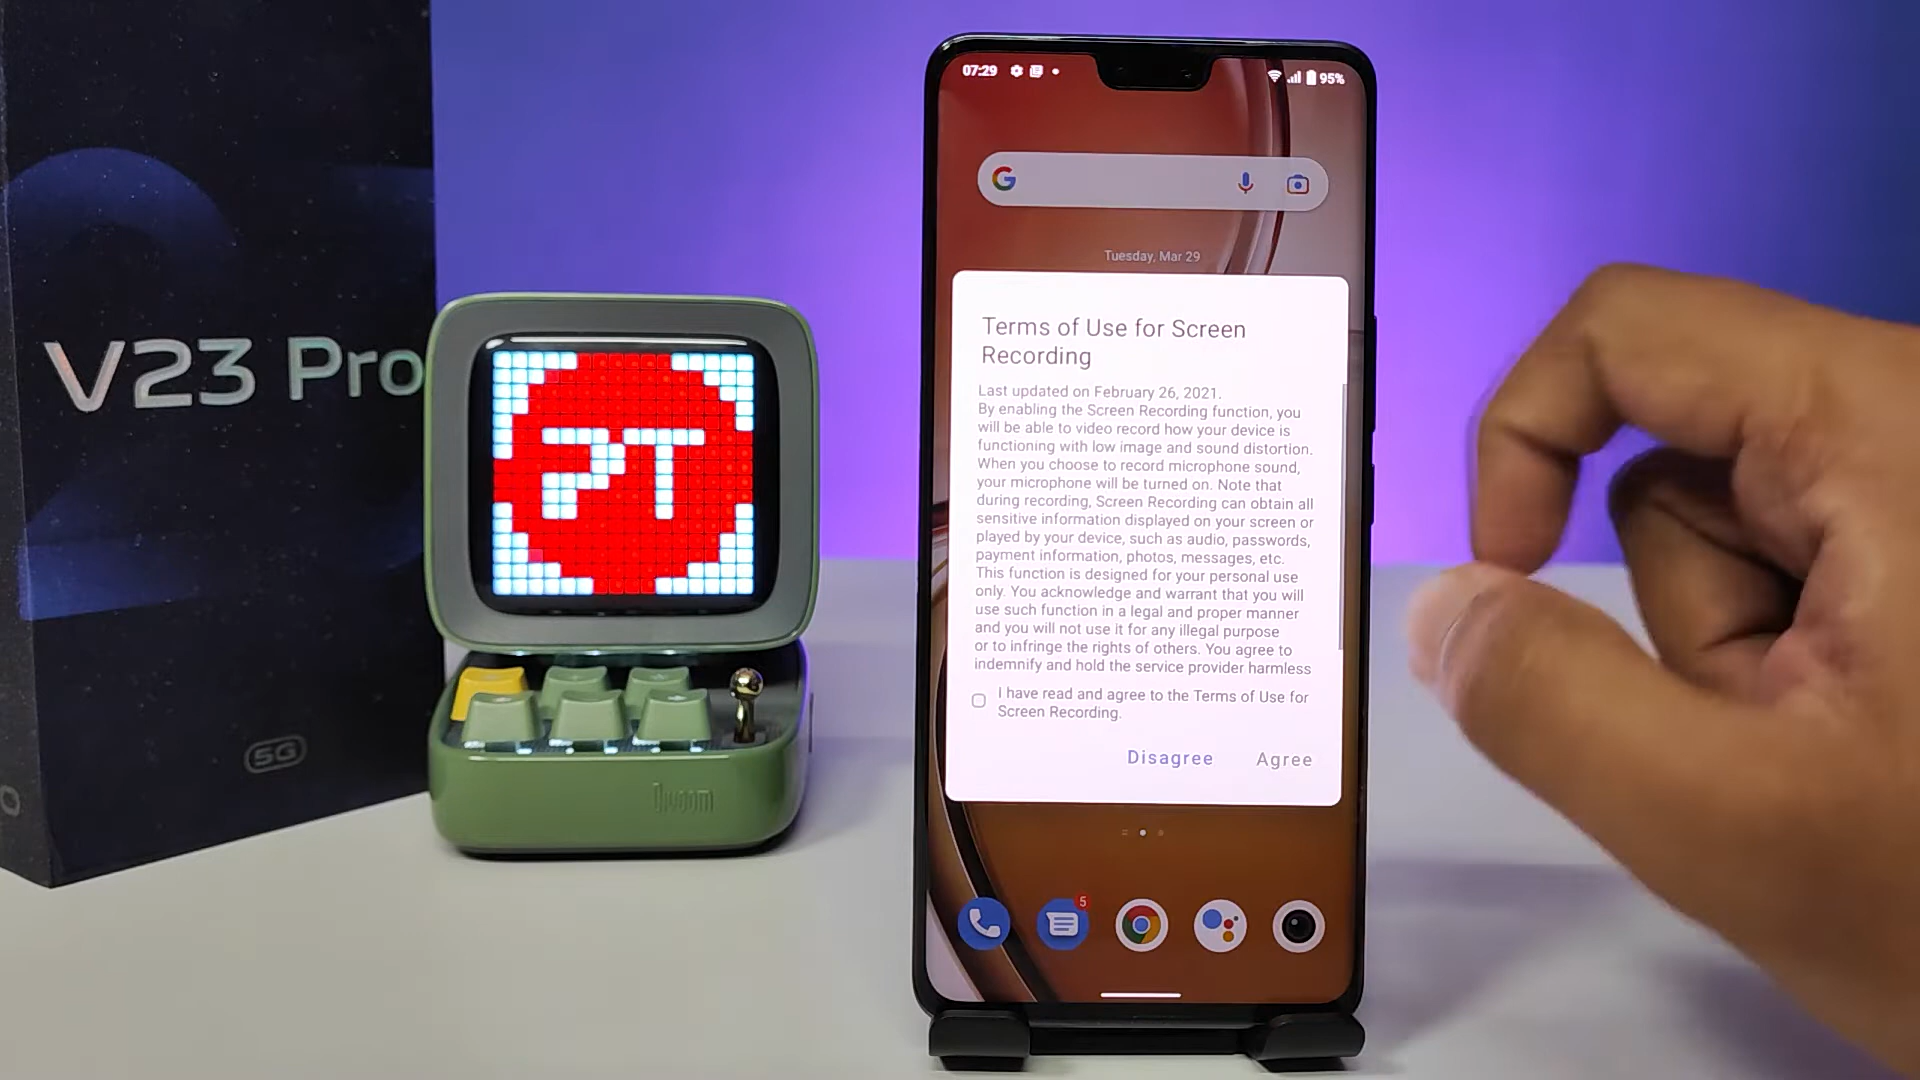 V23 Pro
5G
PT
Divoom
07:29
95%
Tuesday, Mar 29
Terms of Use for Screen
Recording
Last updated on February 26, 2021.
By enabling the Screen Recording function, you
will be able to video record how your device is
functioning with low image and sound distortion.
When you choose to record microphone sound,
your microphone will be turned on. Note that
during recording, Screen Recording can obtain all
sensitive information displayed on your screen or
played by your device, such as audio, passwords,
payment information, photos, messages, etc.
This function is designed for your personal use
only. You acknowledge and warrant that you will
use such function in a legal and proper manner
and you will not use it for any illegal purpose
or to infringe the rights of others. You agree to
indemnify and hold the service provider harmless
I have read and agree to the Terms of Use for
Screen Recording.
Disagree Agree
5